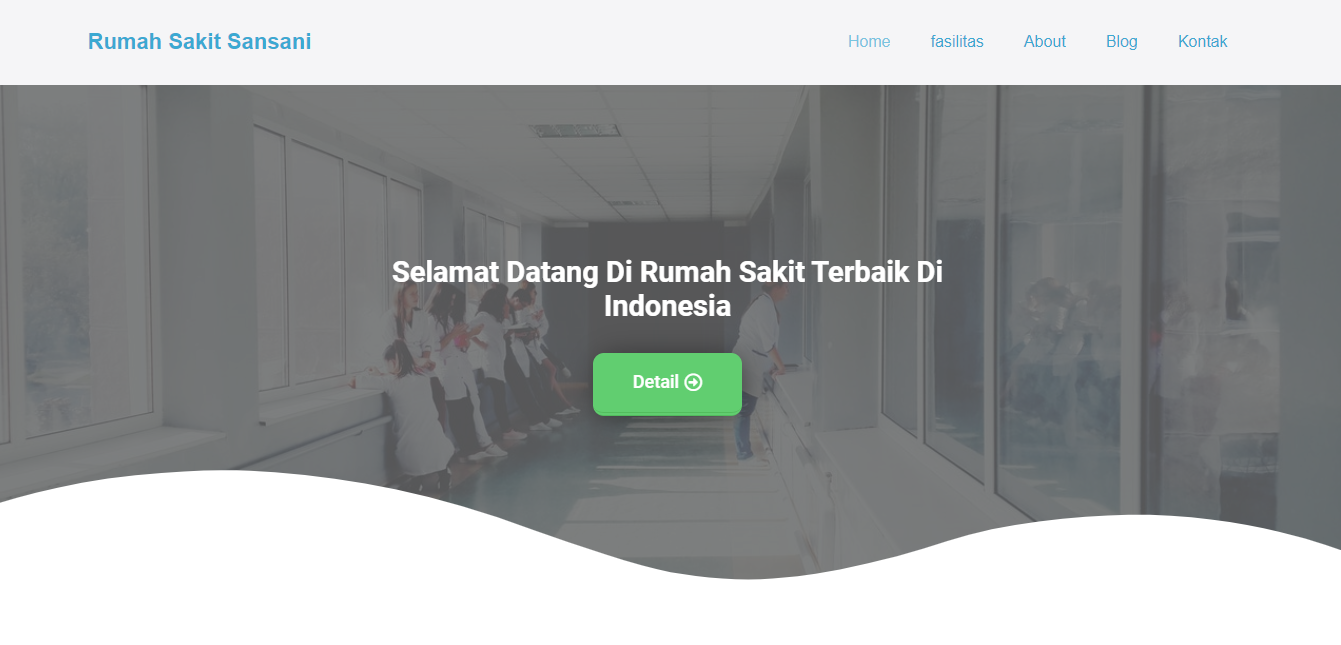 Rumah Sakit Sansani
Home fasilitas About Blog Kontak
Selamat Datang Di Rumah Sakit Terbaik Di
Indonesia
Detail